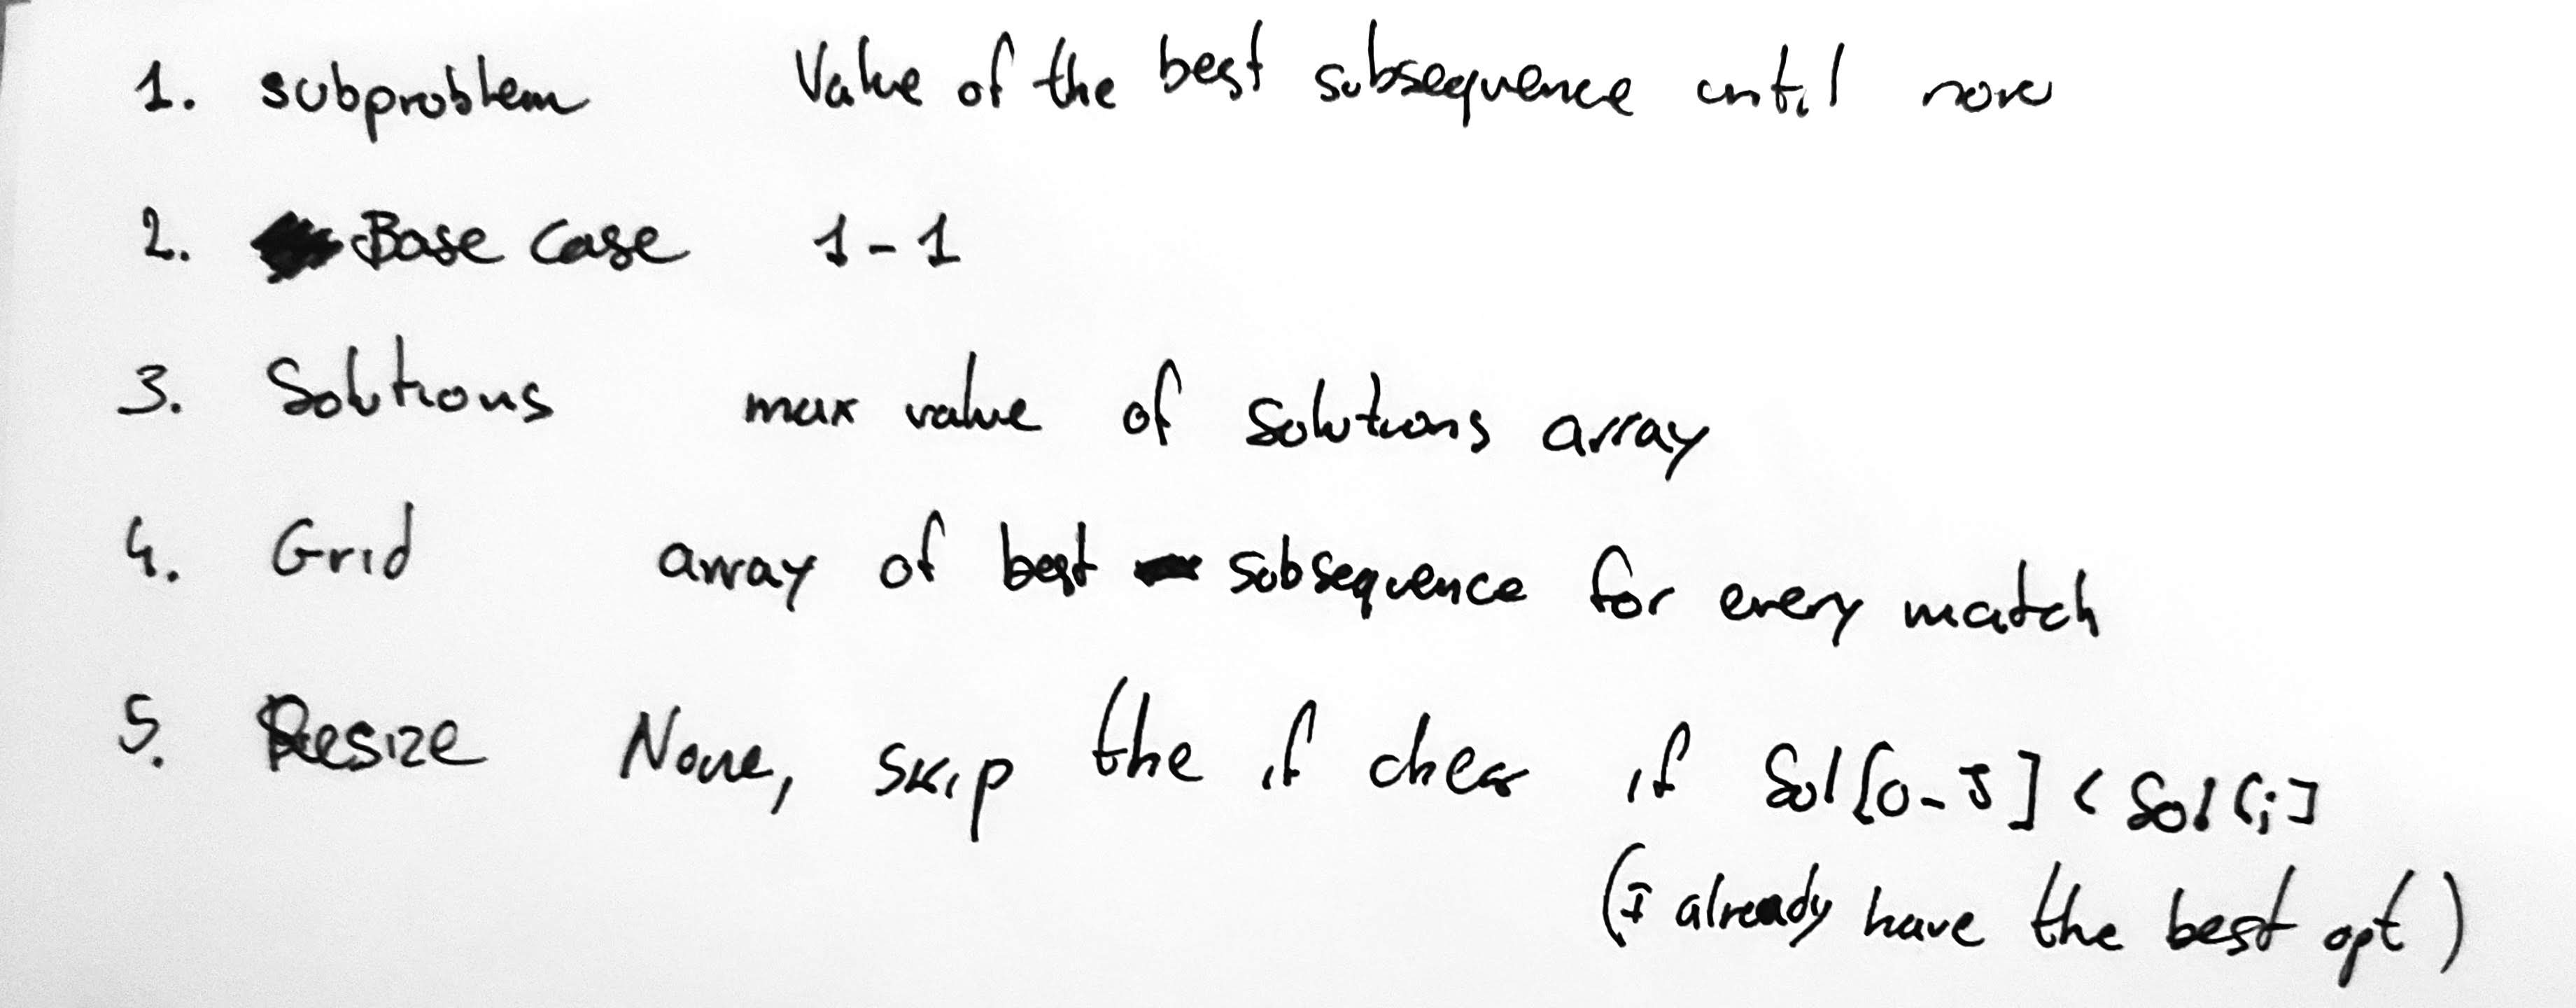 1. subproblem Value of the best subsequence until now
2. Base Case 1-1
3. Solutions max value of solutions array
4. Grid array of best subsequence for every match
5. Resize None, skip the if check if Sol[0-J] < Sol[i]
(I already have the best opt)